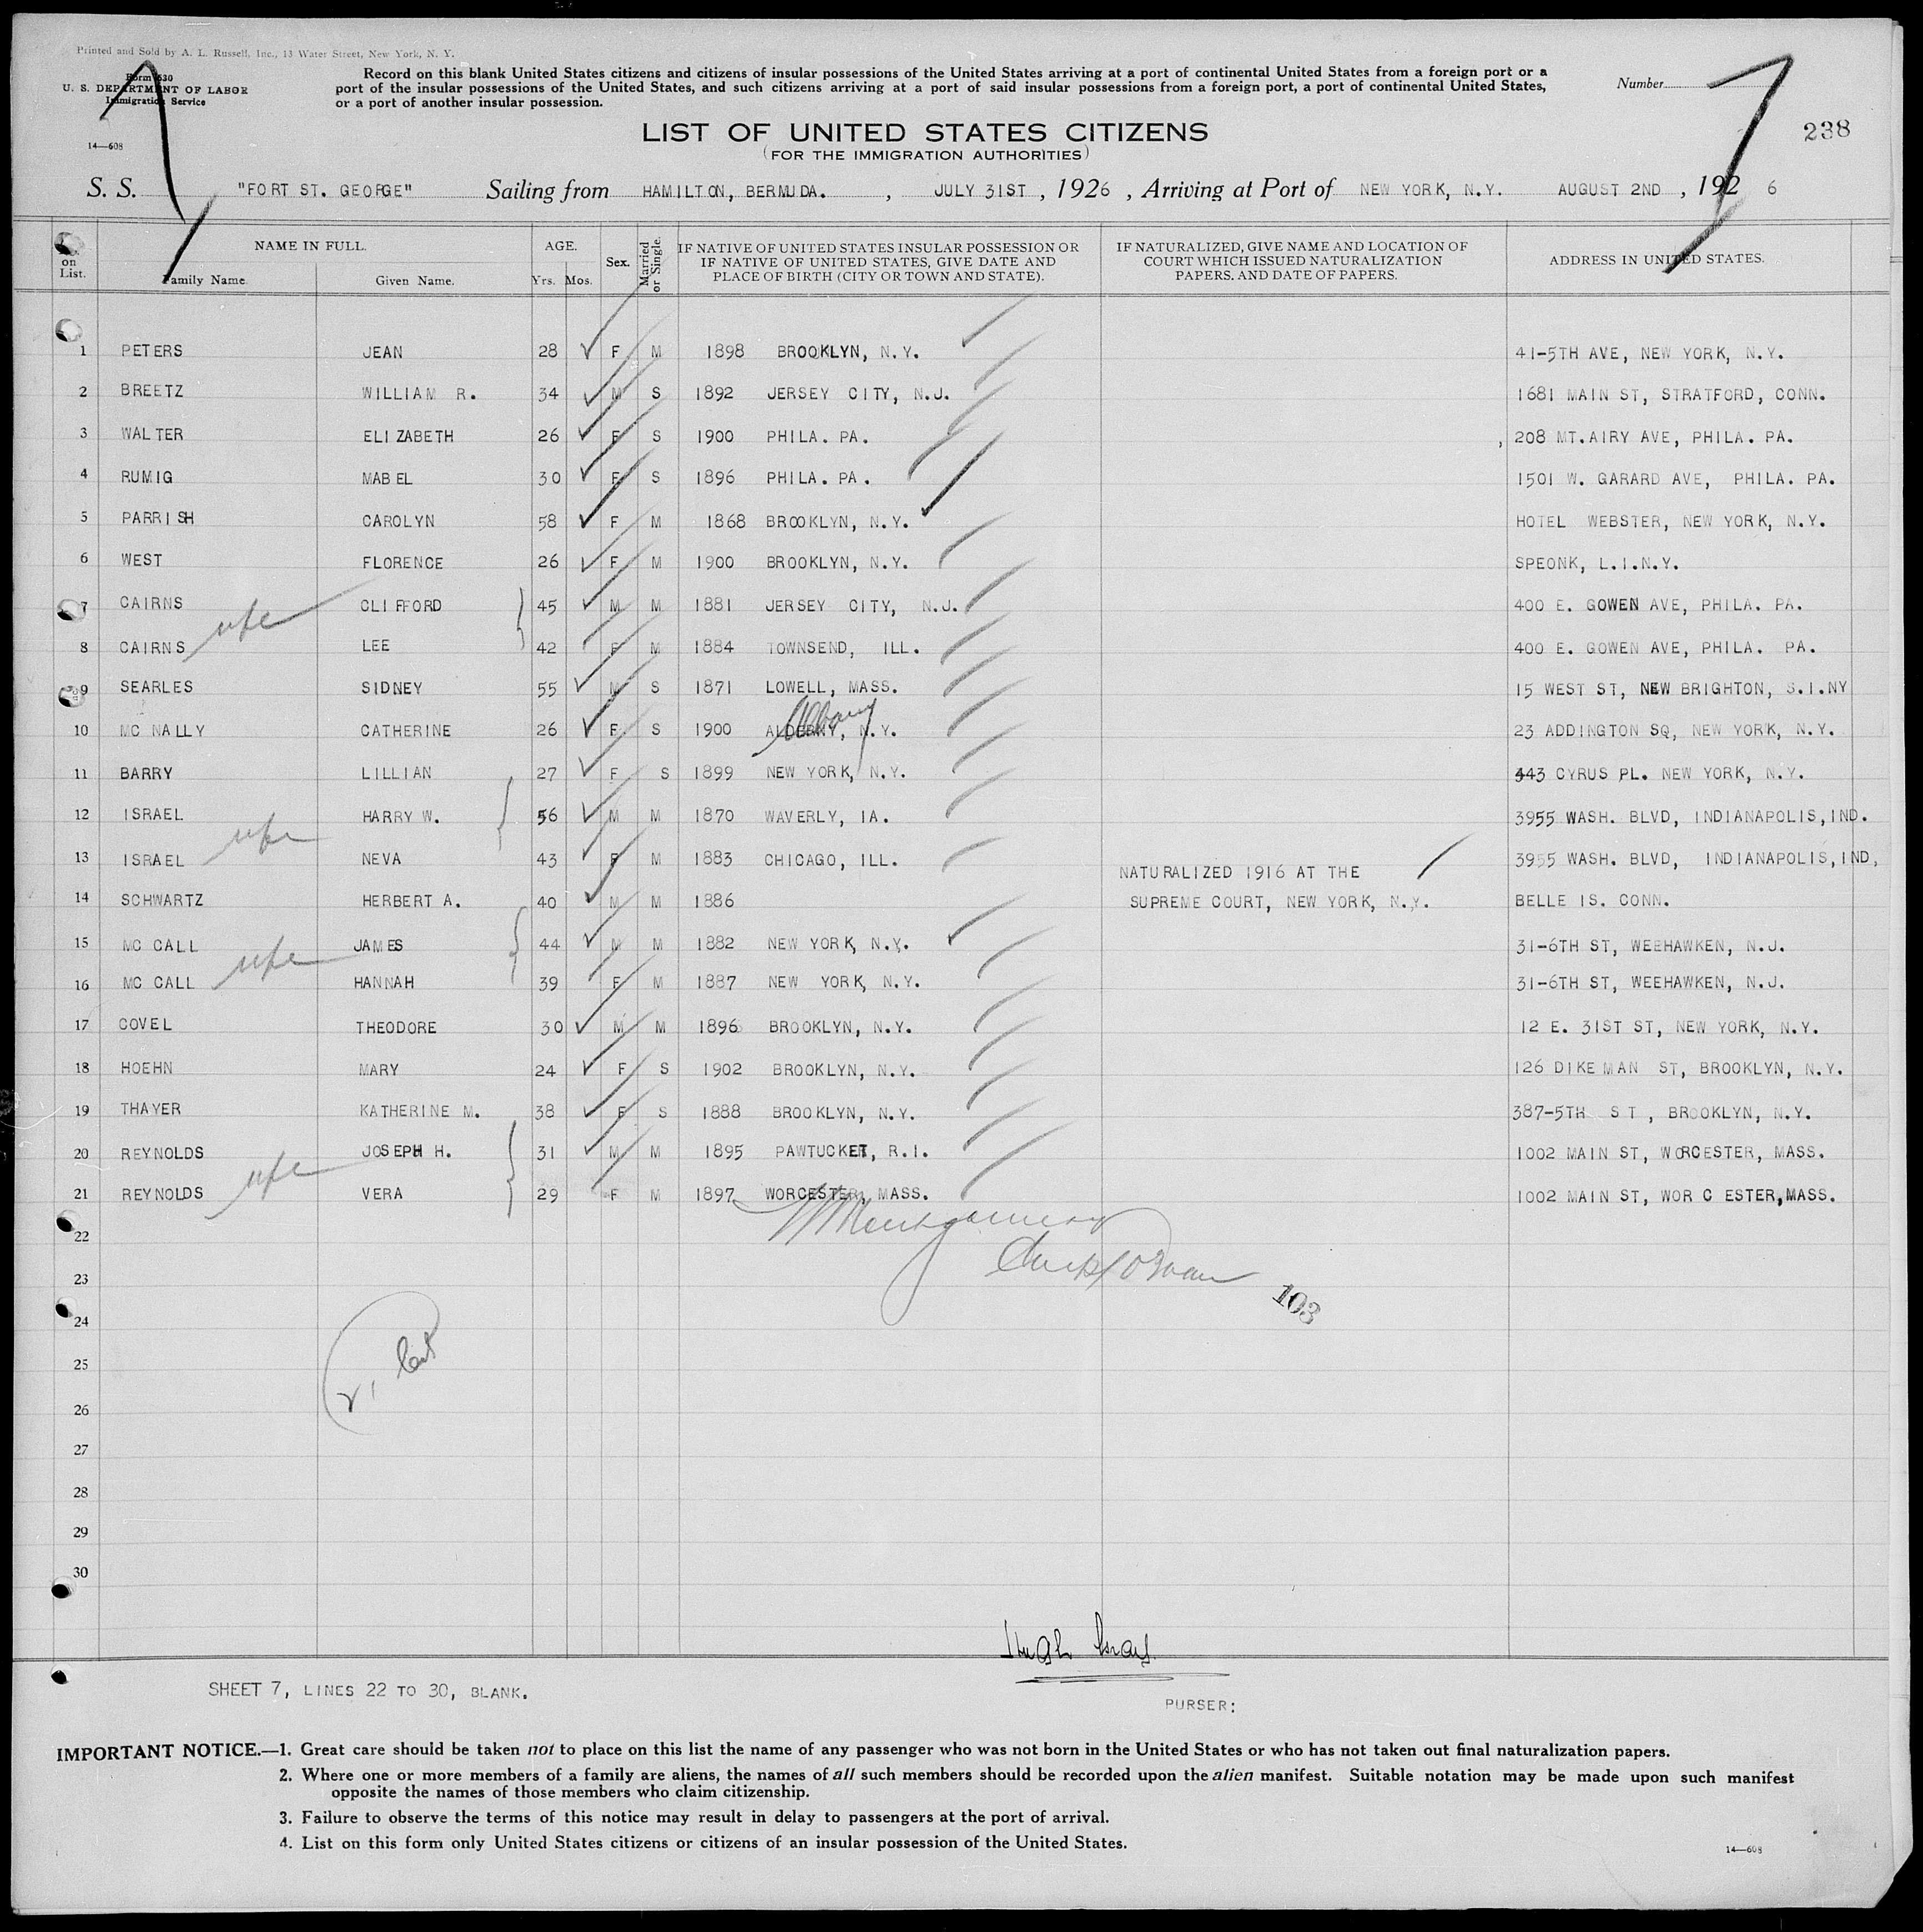 Printed and Sold by A. L. Russell, Inc., 13 Water Street, New York, N. Y.
Form 630
U. S. DEPARTMENT OF LABOR
Immigration Service
14—608
Record on this blank United States citizens and citizens of insular possessions of the United States arriving at a port of continental United States from a foreign port or a
port of the insular possessions of the United States, and such citizens arriving at a port of said insular possessions from a foreign port, a port of continental United States,
or a port of another insular possession.
Number
238
LIST OF UNITED STATES CITIZENS
(FOR THE IMMIGRATION AUTHORITIES)
S. S. "FORT ST. GEORGE" Sailing from HAMILTON, BERMUDA. , JULY 31ST , 1926 , Arriving at Port of NEW YORK, N.Y. AUGUST 2ND , 192 6
on List. NAME IN FULL. Family Name. Given Name. AGE. Yrs. Mos. Sex. Married or Single.
IF NATIVE OF UNITED STATES INSULAR POSSESSION OR
IF NATIVE OF UNITED STATES, GIVE DATE AND
PLACE OF BIRTH (CITY OR TOWN AND STATE).
IF NATURALIZED, GIVE NAME AND LOCATION OF
COURT WHICH ISSUED NATURALIZATION
PAPERS, AND DATE OF PAPERS.
ADDRESS IN UNITED STATES.
1 PETERS JEAN 28 F M 1898 BROOKLYN, N.Y. 41-5TH AVE, NEW YORK, N.Y.
2 BREETZ WILLIAM R. 34 M S 1892 JERSEY CITY, N.J. 1681 MAIN ST, STRATFORD, CONN.
3 WALTER ELIZABETH 26 F S 1900 PHILA. PA. 208 MT.AIRY AVE, PHILA. PA.
4 RUMIG MABEL 30 F S 1896 PHILA. PA. 1501 W. GARARD AVE, PHILA. PA.
5 PARRISH CAROLYN 58 F M 1868 BROOKLYN, N.Y. HOTEL WEBSTER, NEW YORK, N.Y.
6 WEST FLORENCE 26 F M 1900 BROOKLYN, N.Y. SPEONK, L.I.N.Y.
7 CAIRNS CLIFFORD 45 M M 1881 JERSEY CITY, N.J. 400 E. GOWEN AVE, PHILA. PA.
8 CAIRNS LEE 42 F M 1884 TOWNSEND, ILL. 400 E. GOWEN AVE, PHILA. PA.
9 SEARLES SIDNEY 55 M S 1871 LOWELL, MASS. 15 WEST ST, NEW BRIGHTON, S.I.NY
Albany
10 MC NALLY CATHERINE 26 F S 1900 N.Y. 23 ADDINGTON SQ, NEW YORK, N.Y.
11 BARRY LILLIAN 27 F S 1899 NEW YORK, N.Y. 443 CYRUS PL. NEW YORK, N.Y.
12 ISRAEL HARRY W. 56 M M 1870 WAVERLY, IA. 3955 WASH. BLVD, INDIANAPOLIS,IND.
13 ISRAEL NEVA 43 F M 1883 CHICAGO, ILL. 3955 WASH. BLVD, INDIANAPOLIS,IND,
NATURALIZED 1916 AT THE
14 SCHWARTZ HERBERT A. 40 M M 1886 SUPREME COURT, NEW YORK, N.Y. BELLE IS. CONN.
15 MC CALL JAMES 44 M M 1882 NEW YORK, N.Y. 31-6TH ST, WEEHAWKEN, N.J.
16 MC CALL HANNAH 39 F M 1887 NEW YORK, N.Y. 31-6TH ST, WEEHAWKEN, N.J.
17 COVEL THEODORE 30 M M 1896 BROOKLYN, N.Y. 12 E. 31ST ST, NEW YORK, N.Y.
18 HOEHN MARY 24 F S 1902 BROOKLYN, N.Y. 126 DIKEMAN ST, BROOKLYN, N.Y.
19 THAYER KATHERINE M. 38 F S 1888 BROOKLYN, N.Y. 387-5TH ST, BROOKLYN, N.Y.
20 REYNOLDS JOSEPH H. 31 M M 1895 PAWTUCKET, R.I. 1002 MAIN ST, WORCESTER, MASS.
21 REYNOLDS VERA 29 F M 1897 WORCESTER, MASS. 1002 MAIN ST, WOR C ESTER,MASS.
22
23
103
24
25
26
27
28
29
30
Hugh Gray.
SHEET 7, LINES 22 TO 30, BLANK.
PURSER:
IMPORTANT NOTICE.—1. Great care should be taken not to place on this list the name of any passenger who was not born in the United States or who has not taken out final naturalization papers.
2. Where one or more members of a family are aliens, the names of all such members should be recorded upon the alien manifest. Suitable notation may be made upon such manifest
opposite the names of those members who claim citizenship.
3. Failure to observe the terms of this notice may result in delay to passengers at the port of arrival.
4. List on this form only United States citizens or citizens of an insular possession of the United States.
14—608